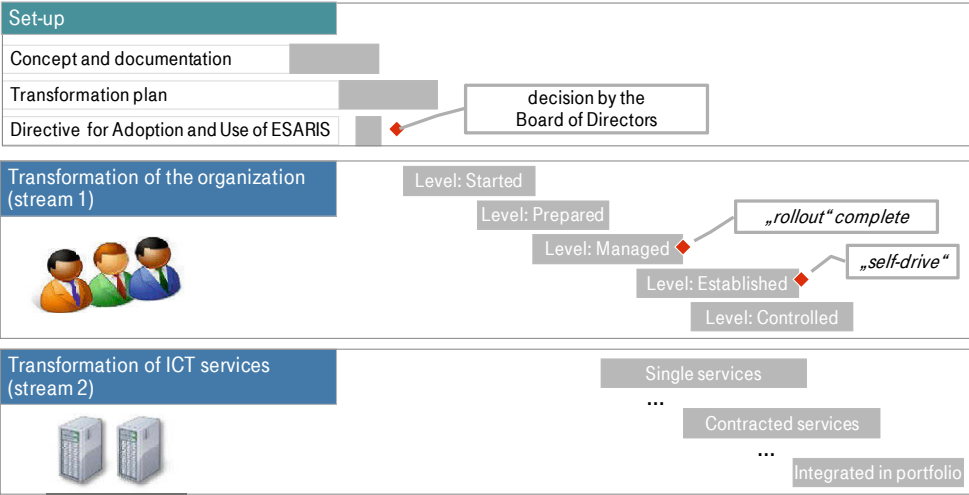 Set-up
Concept and documentation
Transformation plan
decision by the
Board of Directors
Directive for Adoption and Use of ESARIS
Transformation of the organization
(stream 1)
Level: Started
Level: Prepared
„rollout“ complete
Level: Managed
„self-drive“
Level: Established
Level: Controlled
Transformation of ICT services
(stream 2)
Single services
...
Contracted services
...
Integrated in portfolio